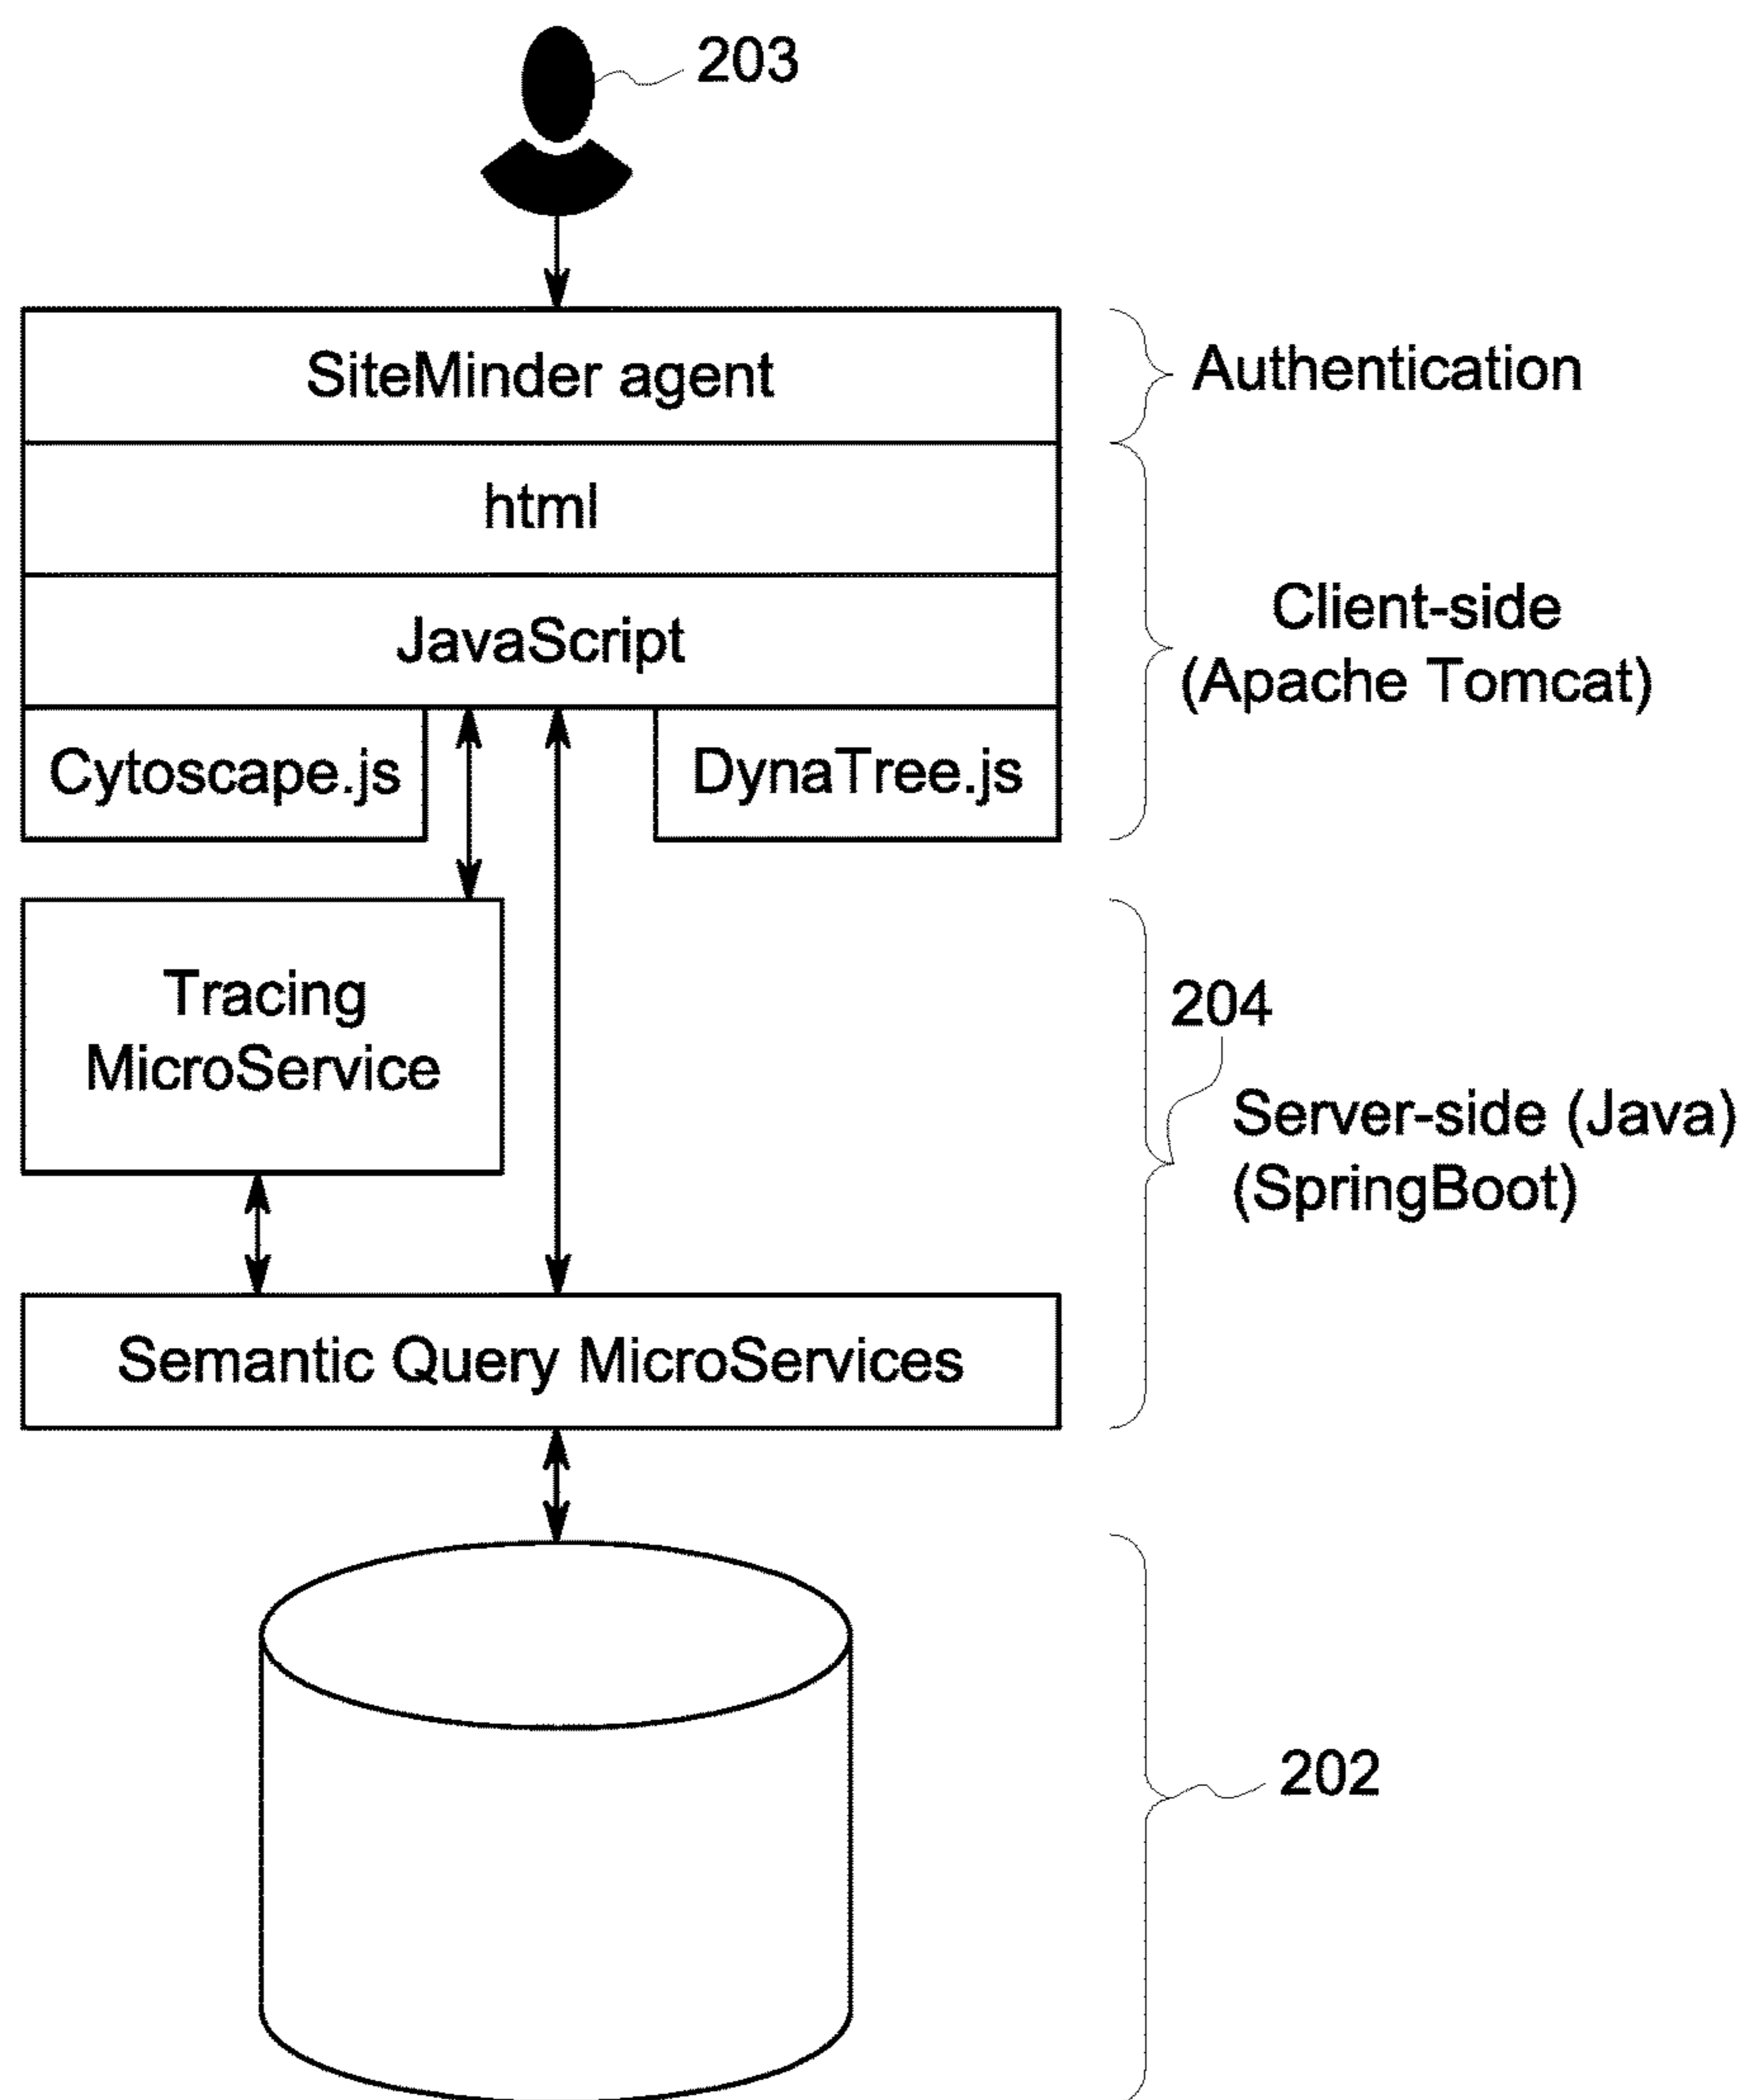 203
SiteMinder agent
Authentication
html
JavaScript
Client-side
(Apache Tomcat)
Cytoscape.js
DynaTree.js
Tracing
MicroService
204
Server-side (Java)
(SpringBoot)
Semantic Query MicroServices
202